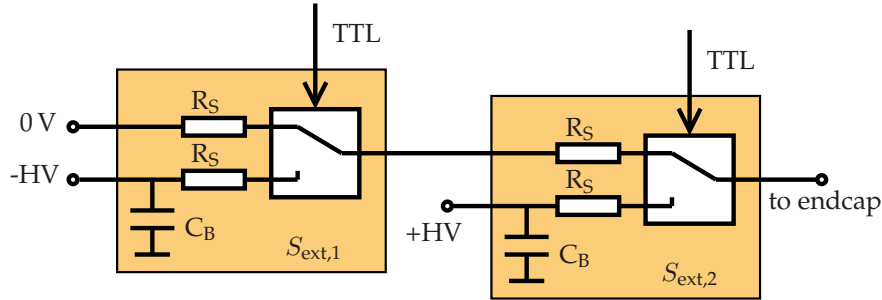 TTL
TTL
R_S
0 V
R_S
R_S
-HV
R_S
to endcap
C_B
+HV
S_ext,1
C_B
S_ext,2